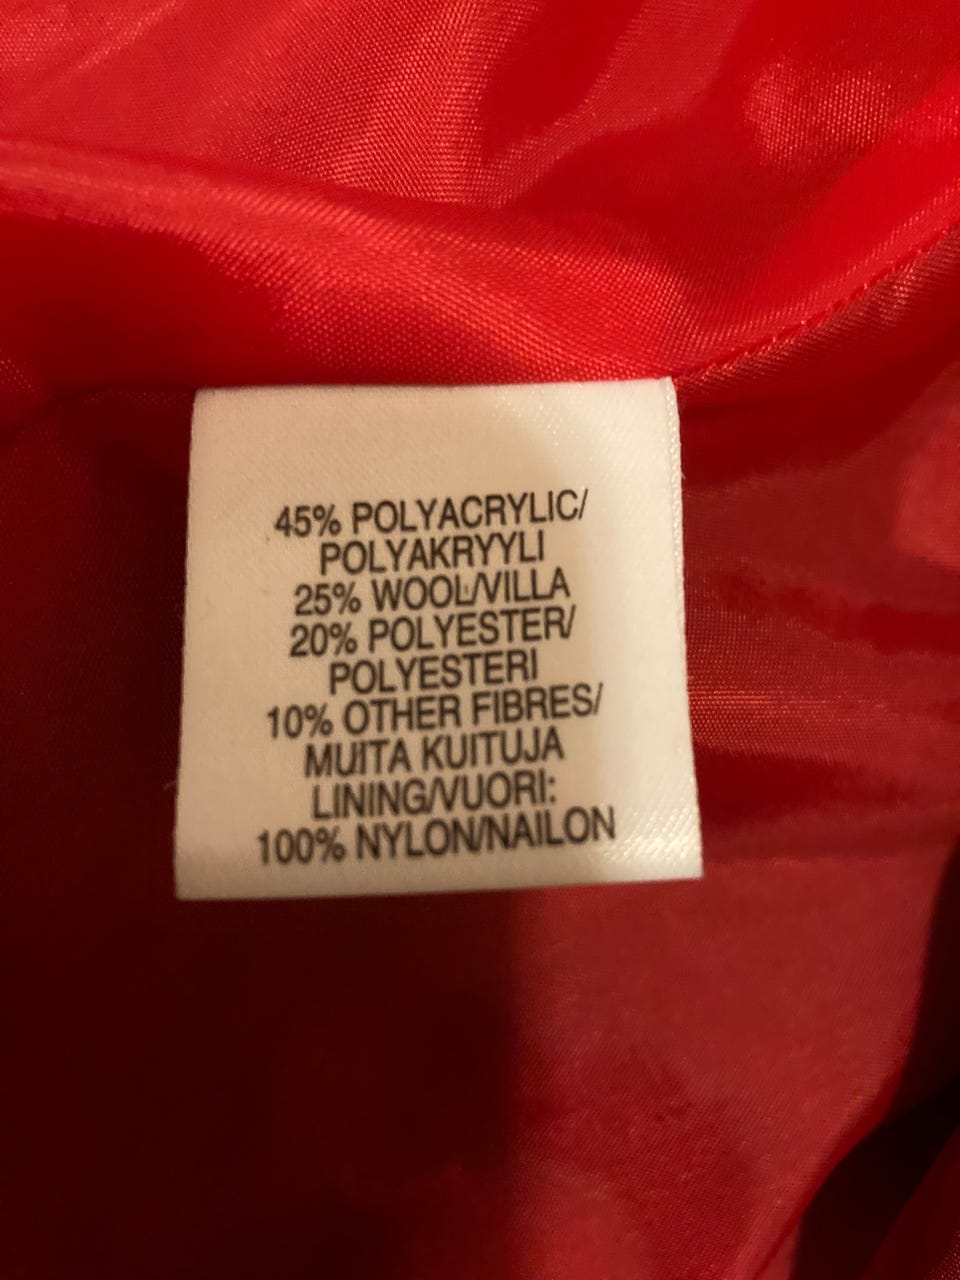 45% POLYACRYLIC/
POLYAKRYYLI
25% WOOL/VILLA
20% POLYESTER/
POLYESTERI
10% OTHER FIBRES/
MUITA KUITUJA
LINING/VUORI:
100% NYLON/NAILON